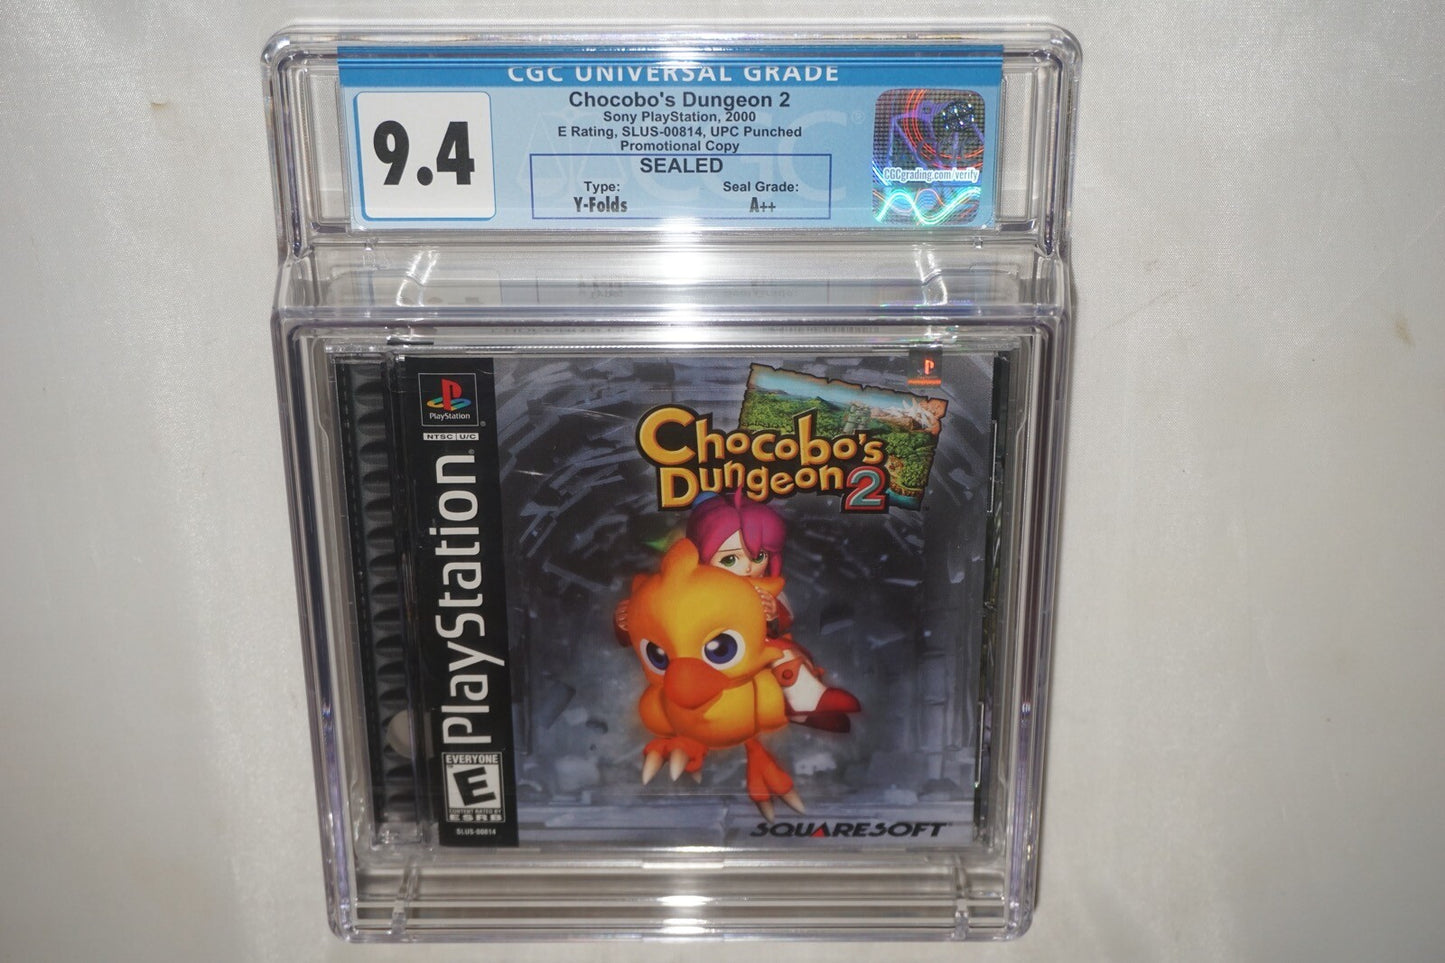 CGC UNIVERSAL GRADE
9.4
Chocobo's Dungeon 2
Sony PlayStation, 2000
E Rating, SLUS-00814, UPC Punched
Promotional Copy
SEALED
Type: Seal Grade:
Y-Folds A++
CGCgrading.com/verify
PlayStation
NTSC U/C
PlayStation
Chocobo's
Dungeon 2
EVERYONE
E
CONTENT RATED BY
ESRB
SLUS-00814
SQUARESOFT